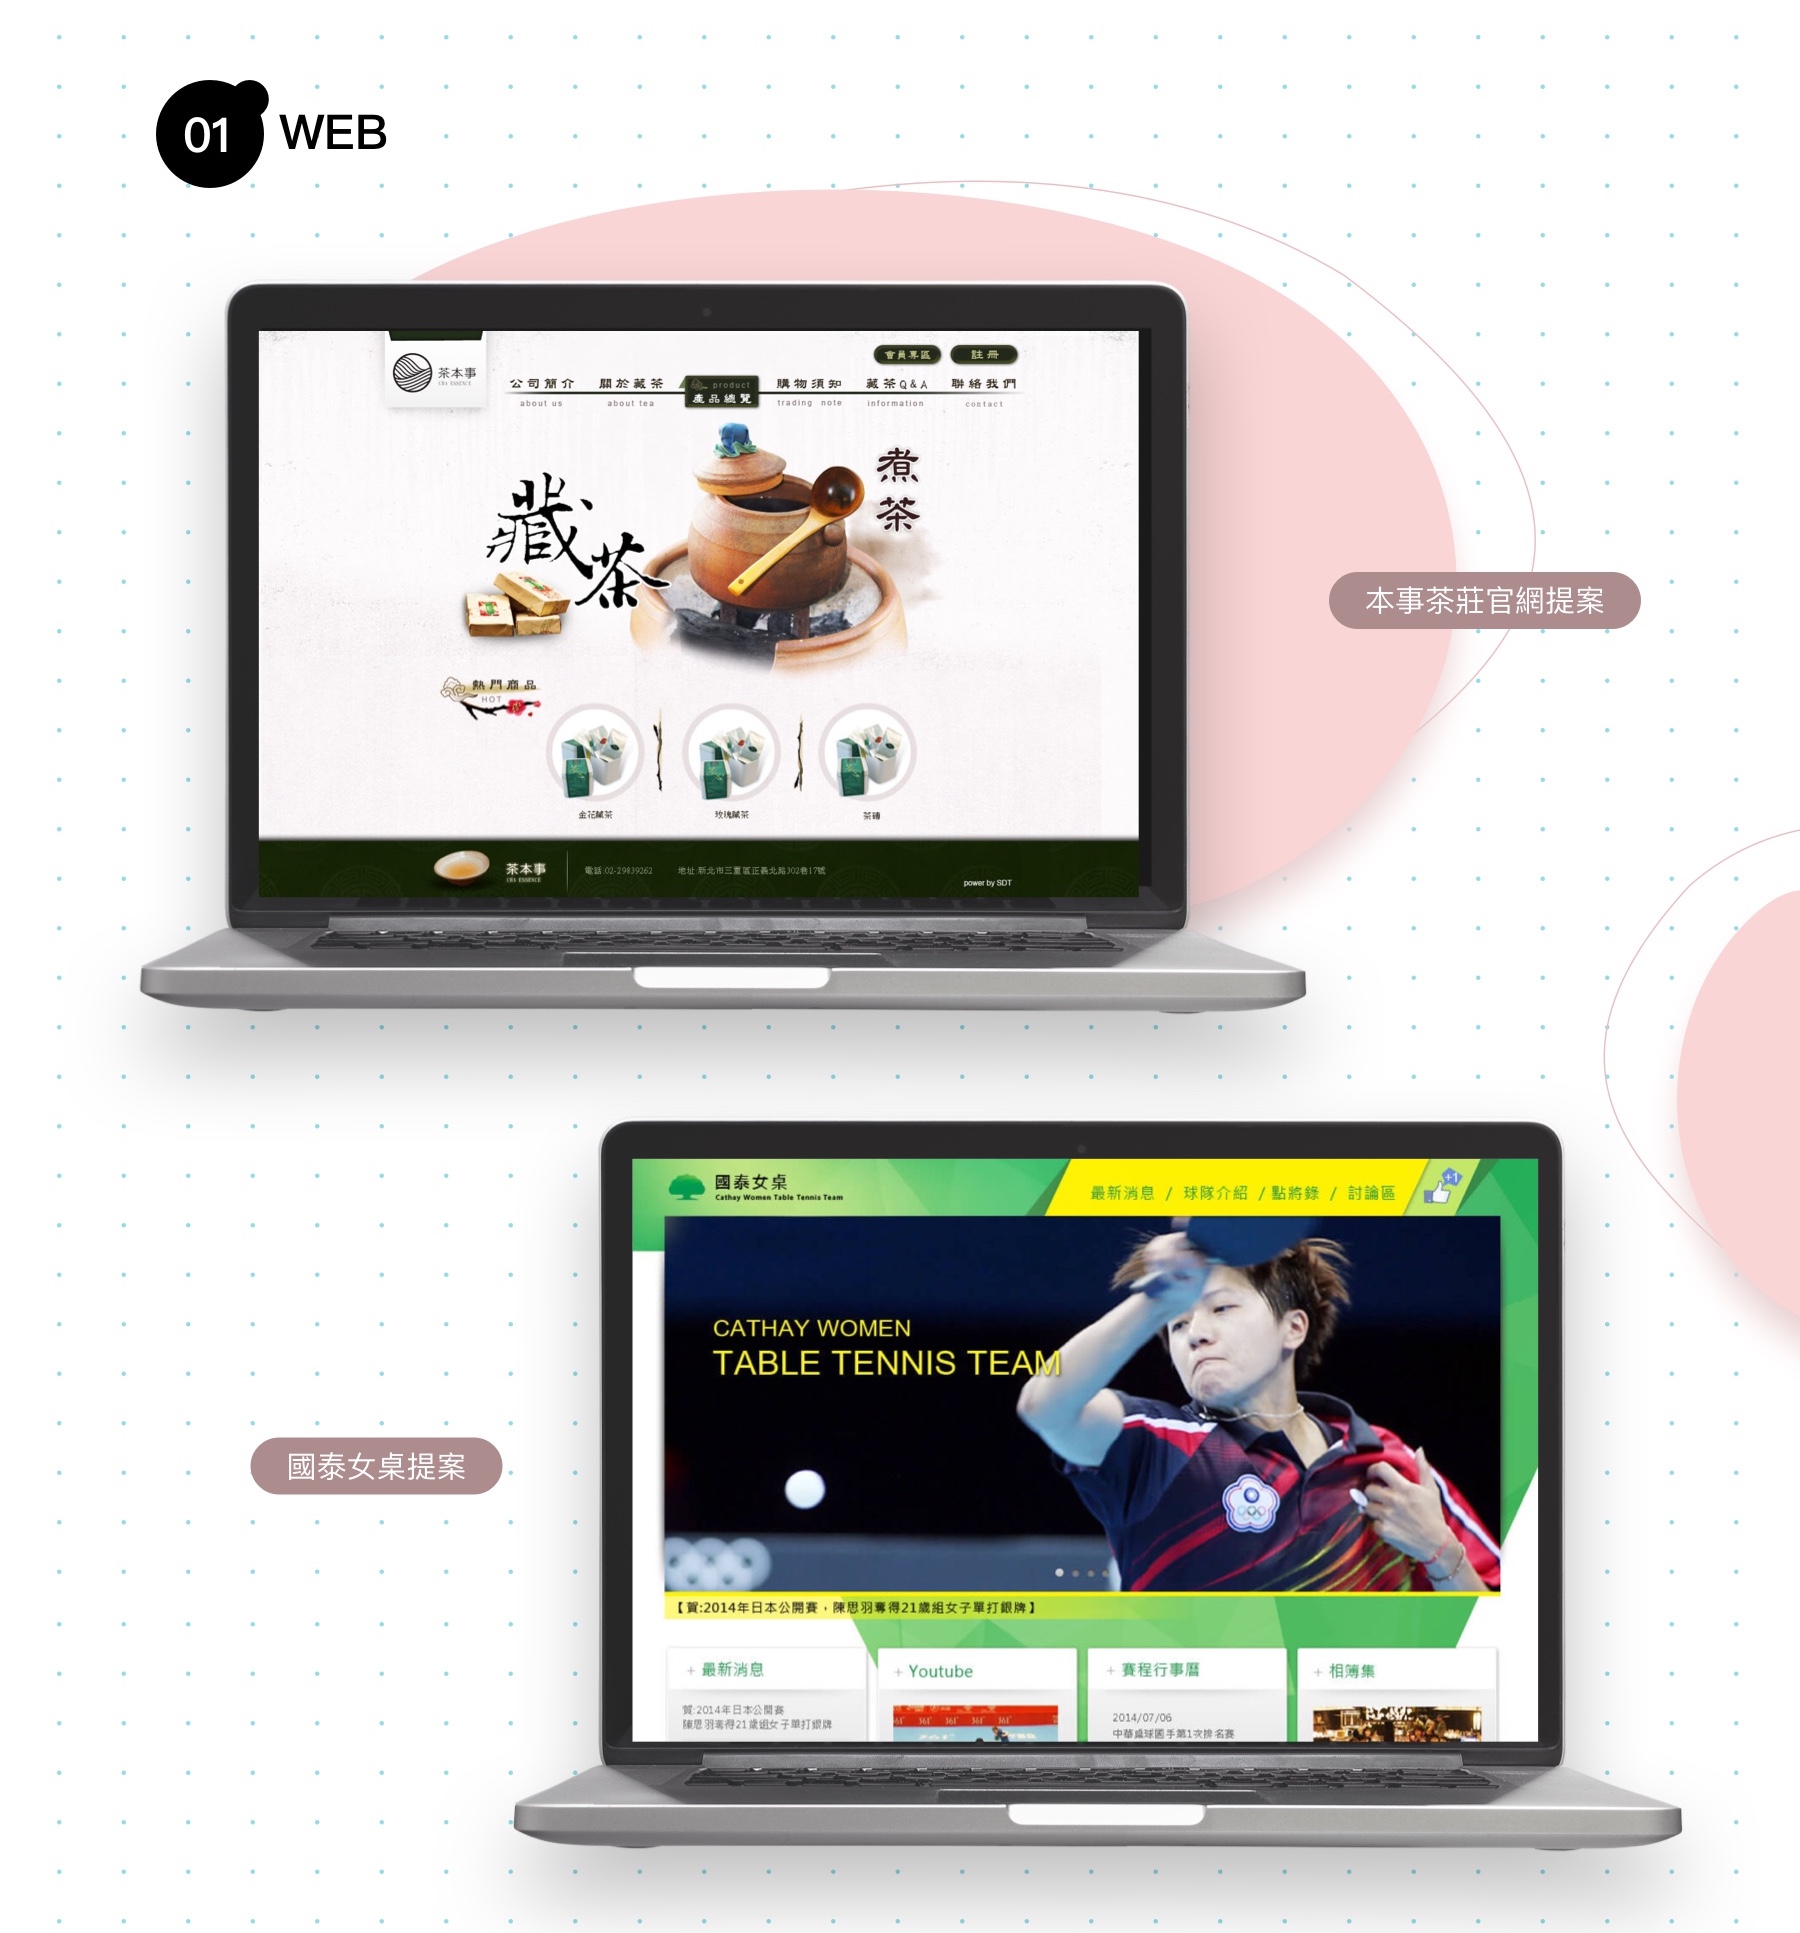 01 WEB
會員專區 註冊
茶本事
CHA ESSENCE
公司簡介 關於藏茶 product 購物須知 藏茶Q&A 聯絡我們
about us about tea 產品總覽 trading note information contact
煮茶
藏茶
本事茶莊官網提案
熱門商品
HOT
金花藏茶 玫瑰藏茶 茶磚
茶本事
CHA ESSENCE
電話:02-29839262 地址:新北市三重區正義北路302巷17號
power by SDT
國泰女桌
Cathay Women Table Tennis Team
最新消息 / 球隊介紹 / 點將錄 / 討論區
+1
CATHAY WOMEN
TABLE TENNIS TEAM
國泰女桌提案
【賀:2014年日本公開賽，陳思羽奪得21歲組女子單打銀牌】
+ 最新消息
賀:2014年日本公開賽
陳思羽奪得21歲組女子單打銀牌
+ Youtube
361° 361° 361° 361°
+ 賽程行事曆
2014/07/06
中華桌球國手第1次排名賽
+ 相簿集